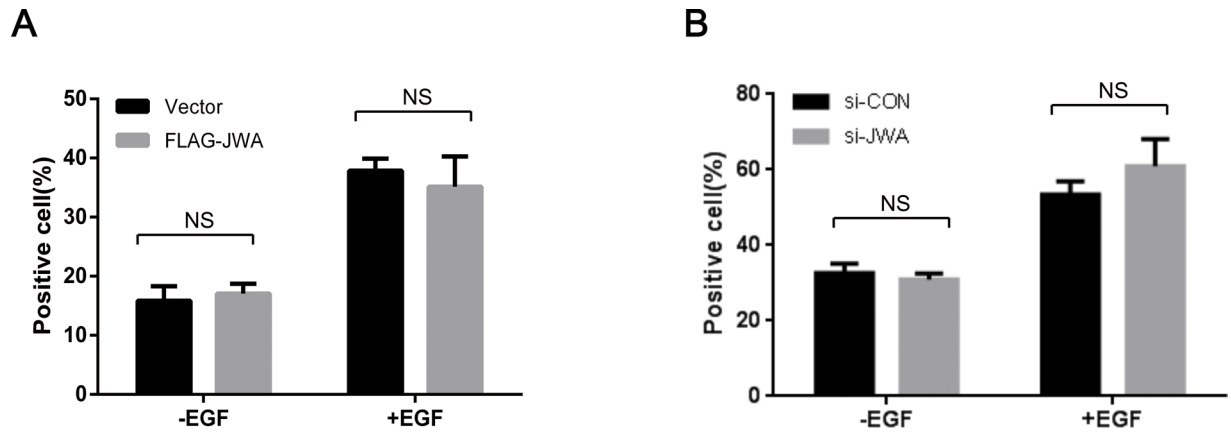 A
Vector
FLAG-JWA
NS
NS
Positive cell(%)
50
40
30
20
10
0
-EGF
+EGF
B
si-CON
si-JWA
NS
NS
Positive cell(%)
80
60
40
20
0
-EGF
+EGF